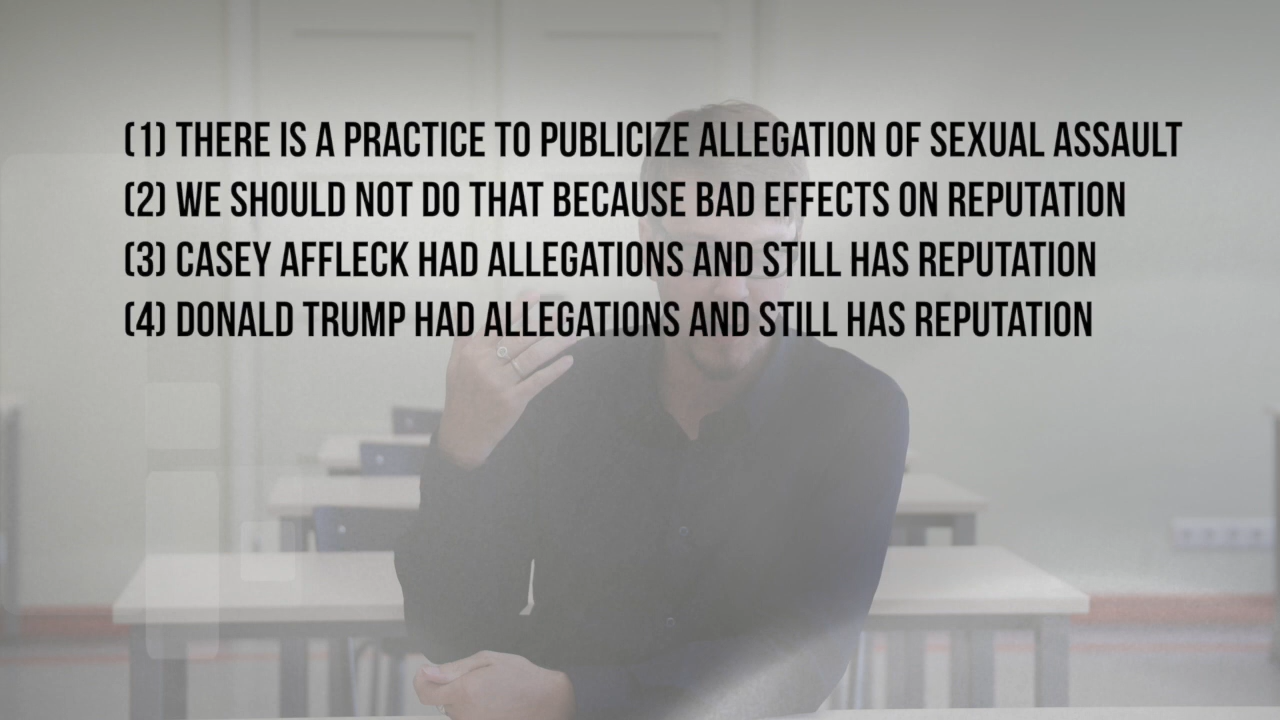 (1) THERE IS A PRACTICE TO PUBLICIZE ALLEGATION OF SEXUAL ASSAULT
(2) WE SHOULD NOT DO THAT BECAUSE BAD EFFECTS ON REPUTATION
(3) CASEY AFFLECK HAD ALLEGATIONS AND STILL HAS REPUTATION
(4) DONALD TRUMP HAD ALLEGATIONS AND STILL HAS REPUTATION